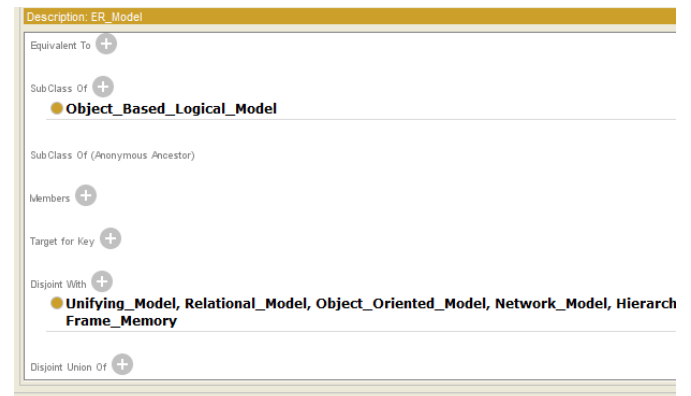 Description: ER_Model
Equivalent To
SubClass Of
Object_Based_Logical_Model
SubClass Of (Anonymous Ancestor)
Members
Target for Key
Disjoint With
Unifying_Model, Relational_Model, Object_Oriented_Model, Network_Model, Hierarch
Frame_Memory
Disjoint Union Of